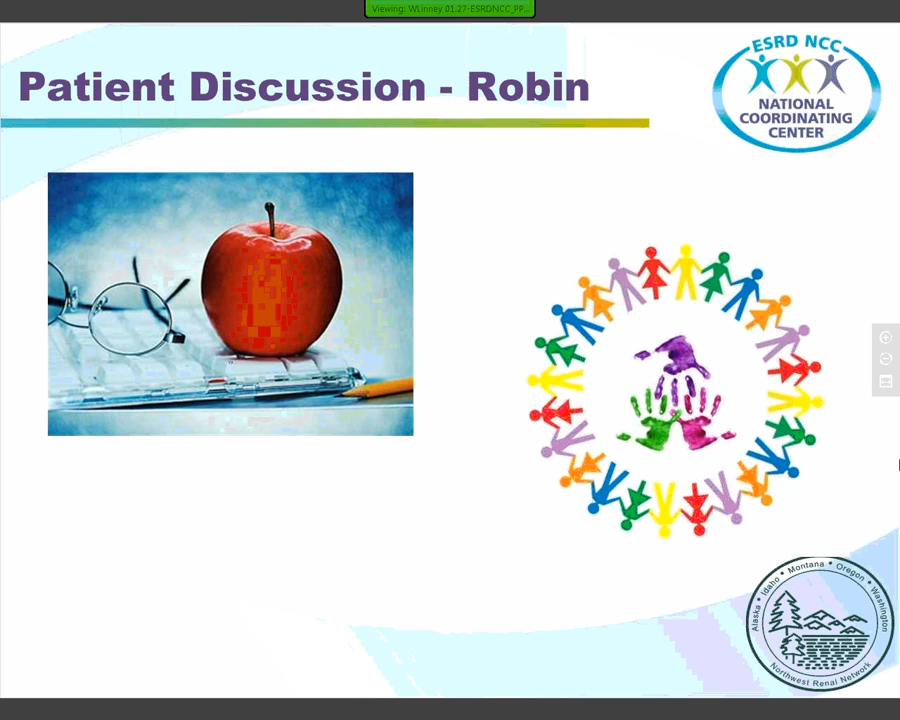 Viewing: WLinney 01.27-ESRDNCC_PP...
Patient Discussion - Robin
ESRD NCC
NATIONAL
COORDINATING
CENTER
Alaska • Idaho • Montana • Oregon • Washington
Northwest Renal Network